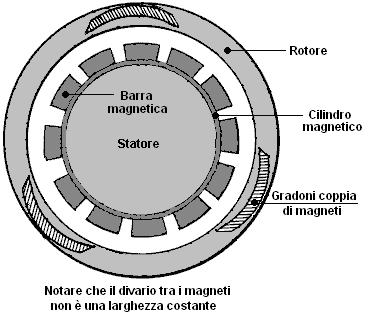 Rotore
Barra
magnetica
Cilindro
magnetico
Statore
Gradoni coppia
di magneti
Notare che il divario tra i magneti
non è una larghezza costante